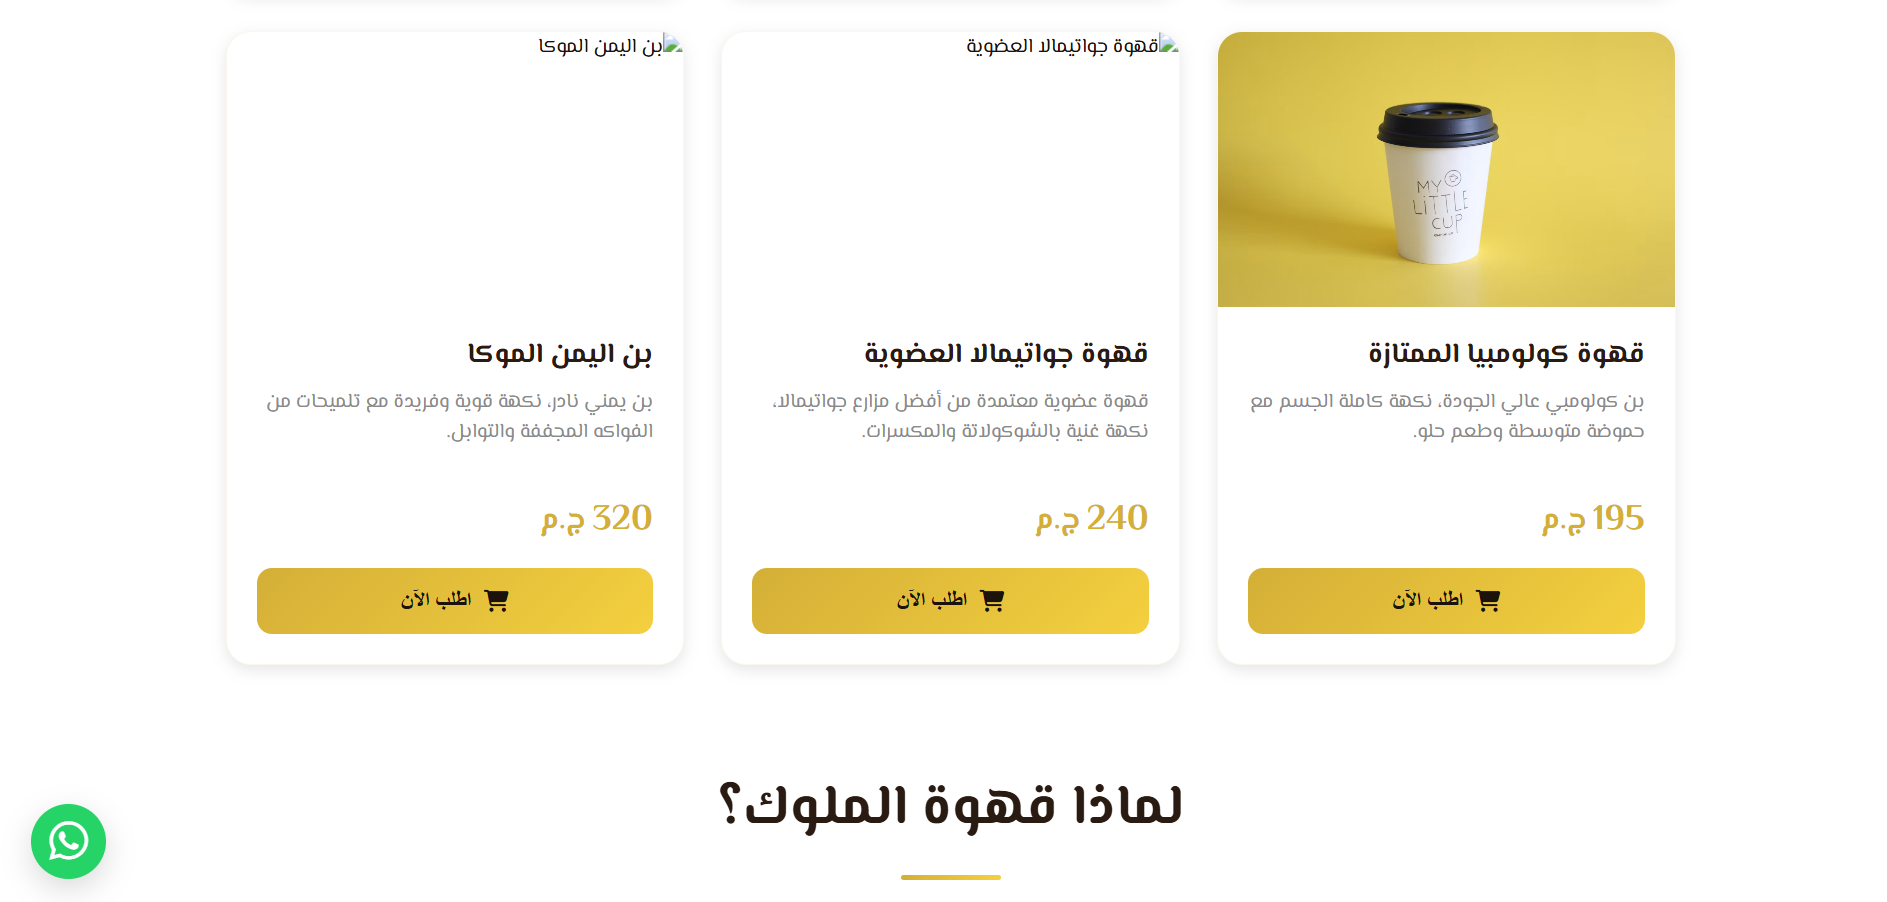 MY
LITTLE
CUP
قهوة كولومبيا الممتازة
بن كولومبي عالي الجودة، نكهة كاملة الجسم مع
حموضة متوسطة وطعم حلو.
195 ج.م
اطلب الآن
قهوة جواتيمالا العضوية
قهوة جواتيمالا العضوية
قهوة عضوية معتمدة من أفضل مزارع جواتيمالا،
نكهة غنية بالشوكولاتة والمكسرات.
240 ج.م
اطلب الآن
بن اليمن الموكا
بن اليمن الموكا
بن يمني نادر، نكهة قوية وفريدة مع تلميحات من
الفواكه المجففة والتوابل.
320 ج.م
اطلب الآن
لماذا قهوة الملوك؟